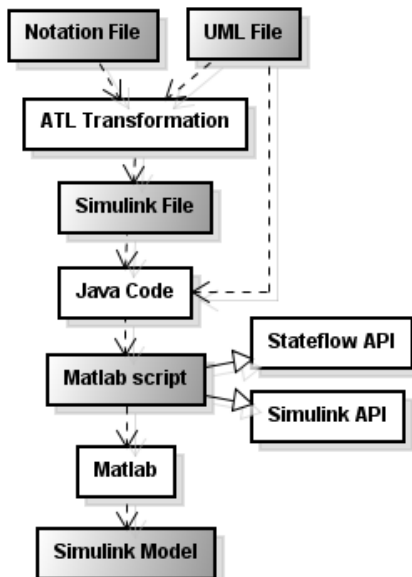 Notation File
UML File
ATL Transformation
Simulink File
Java Code
Stateflow API
Matlab script
Simulink API
Matlab
Simulink Model